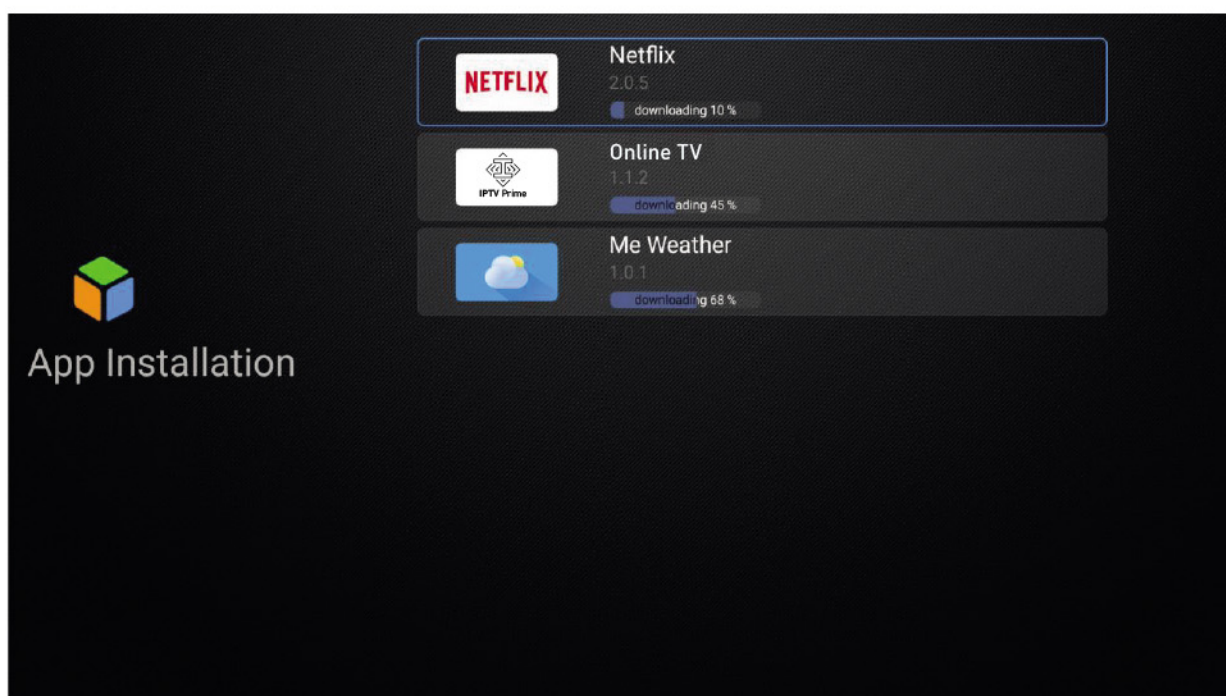 NETFLIX
Netflix
2.0.5
downloading 10 %
IPTV Prime
Online TV
1.1.2
downloading 45 %
Me Weather
1.0.1
downloading 68 %
App Installation